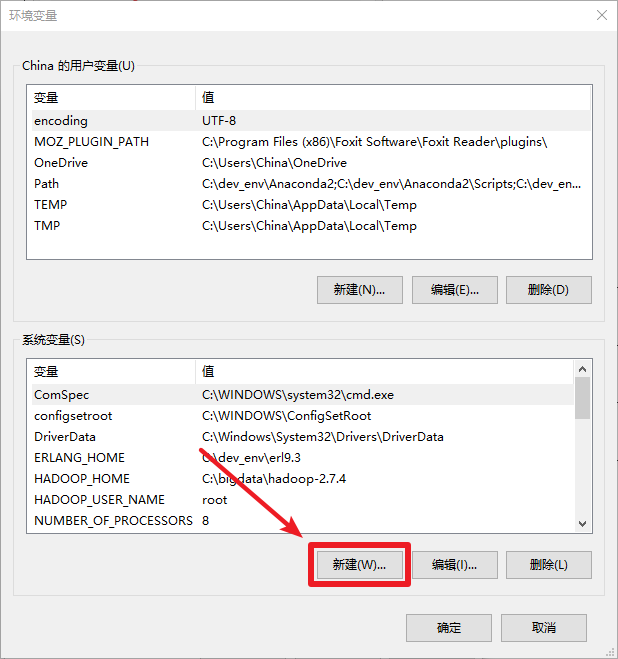 环境变量
China 的用户变量(U)
变量 值
encoding UTF-8
MOZ_PLUGIN_PATH C:\Program Files (x86)\Foxit Software\Foxit Reader\plugins\
OneDrive C:\Users\China\OneDrive
Path C:\dev_env\Anaconda2;C:\dev_env\Anaconda2\Scripts;C:\dev_en...
TEMP C:\Users\China\AppData\Local\Temp
TMP C:\Users\China\AppData\Local\Temp
新建(N)... 编辑(E)... 删除(D)
系统变量(S)
变量 值
ComSpec C:\WINDOWS\system32\cmd.exe
configsetroot C:\WINDOWS\ConfigSetRoot
DriverData C:\Windows\System32\Drivers\DriverData
ERLANG_HOME C:\dev_env\erl9.3
HADOOP_HOME C:\bigdata\hadoop-2.7.4
HADOOP_USER_NAME root
NUMBER_OF_PROCESSORS 8
新建(W)... 编辑(I)... 删除(L)
确定 取消